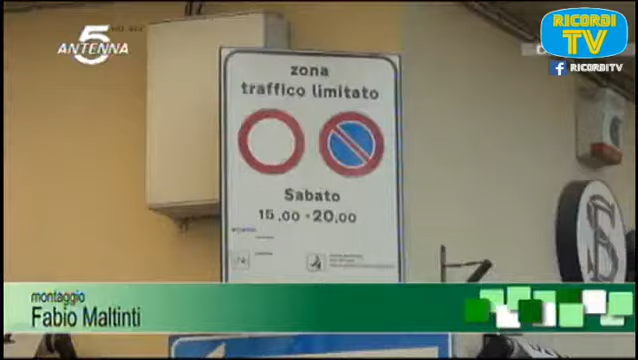 5
ANTENNA
RICORDI
TV
RICORDITV
zona
traffico limitato
Sabato
15,00 - 20,00
montaggio
Fabio Maltinti